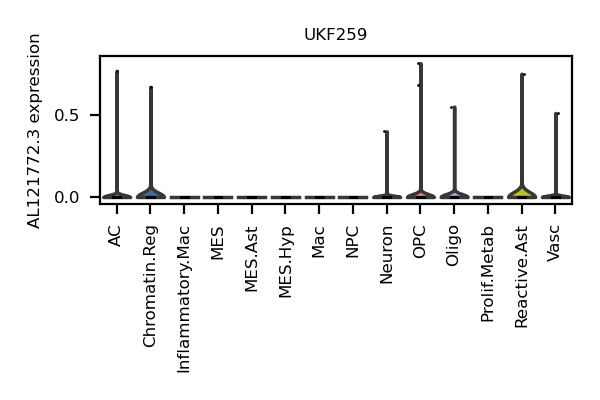 UKF259
AL121772.3 expression
0.5
0.0
AC
Chromatin.Reg
Inflammatory.Mac
MES
MES.Ast
MES.Hyp
Mac
NPC
Neuron
OPC
Oligo
Prolif.Metab
Reactive.Ast
Vasc